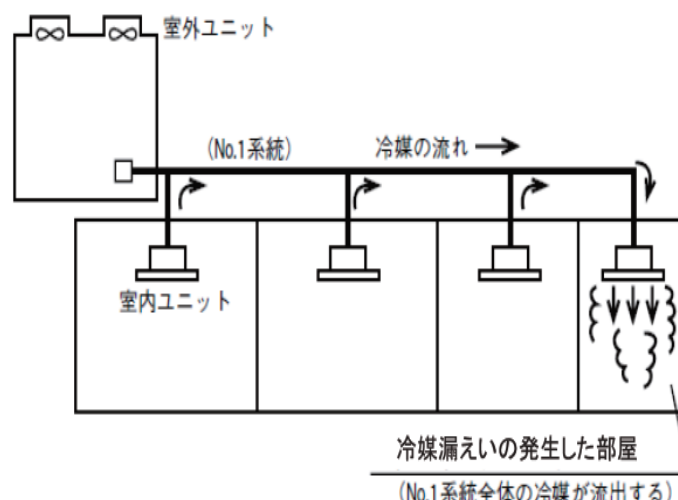 室外ユニット
(No.1系統)
冷媒の流れ
室内ユニット
冷媒漏えいの発生した部屋
(No.1系統全体の冷媒が流出する)